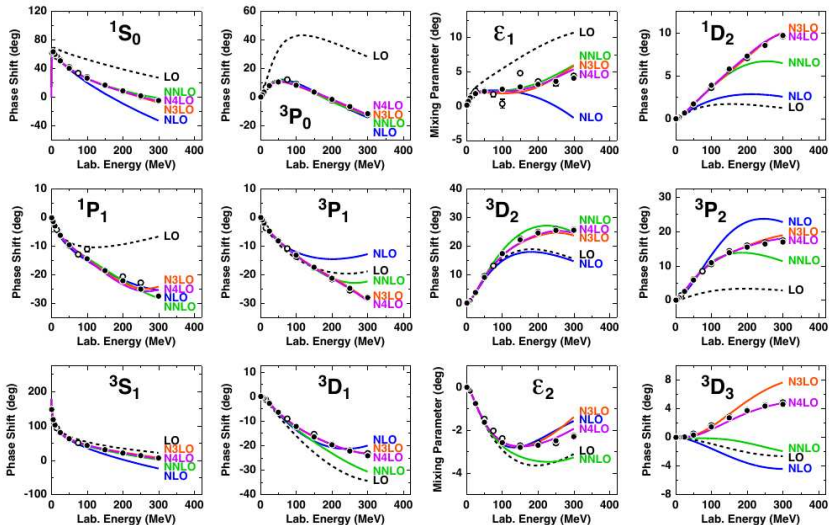 Phase Shift (deg)
120
80
40
0
-40
¹S₀
LO
NNLO
N4LO
N3LO
NLO
0 100 200 300 400
Lab. Energy (MeV)
Phase Shift (deg)
60
40
20
0
-20
³P₀
LO
N4LO
N3LO
NNLO
NLO
0 100 200 300 400
Lab. Energy (MeV)
Mixing Parameter (deg)
10
5
0
-5
ε₁
LO
NNLO
N3LO
N4LO
NLO
0 100 200 300 400
Lab. Energy (MeV)
Phase Shift (deg)
10
5
0
¹D₂
N3LO
N4LO
NNLO
NLO
LO
0 100 200 300 400
Lab. Energy (MeV)
Phase Shift (deg)
10
0
-10
-20
-30
¹P₁
LO
N3LO
N4LO
NLO
NNLO
0 100 200 300 400
Lab. Energy (MeV)
Phase Shift (deg)
10
0
-10
-20
-30
³P₁
NLO
LO
NNLO
N3LO
N4LO
0 100 200 300 400
Lab. Energy (MeV)
Phase Shift (deg)
40
30
20
10
0
³D₂
NNLO
N4LO
N3LO
LO
NLO
0 100 200 300 400
Lab. Energy (MeV)
Phase Shift (deg)
30
20
10
0
³P₂
NLO
N3LO
N4LO
NNLO
LO
0 100 200 300 400
Lab. Energy (MeV)
Phase Shift (deg)
200
100
0
-100
³S₁
LO
N3LO
N4LO
NNLO
NLO
0 100 200 300 400
Lab. Energy (MeV)
Phase Shift (deg)
10
0
-10
-20
-30
-40
³D₁
NLO
N3LO
N4LO
NNLO
LO
0 100 200 300 400
Lab. Energy (MeV)
Mixing Parameter (deg)
0
-2
-4
ε₂
N3LO
NLO
N4LO
LO
NNLO
0 100 200 300 400
Lab. Energy (MeV)
Phase Shift (deg)
8
4
0
-4
-8
³D₃
N3LO
N4LO
NNLO
LO
NLO
0 100 200 300 400
Lab. Energy (MeV)